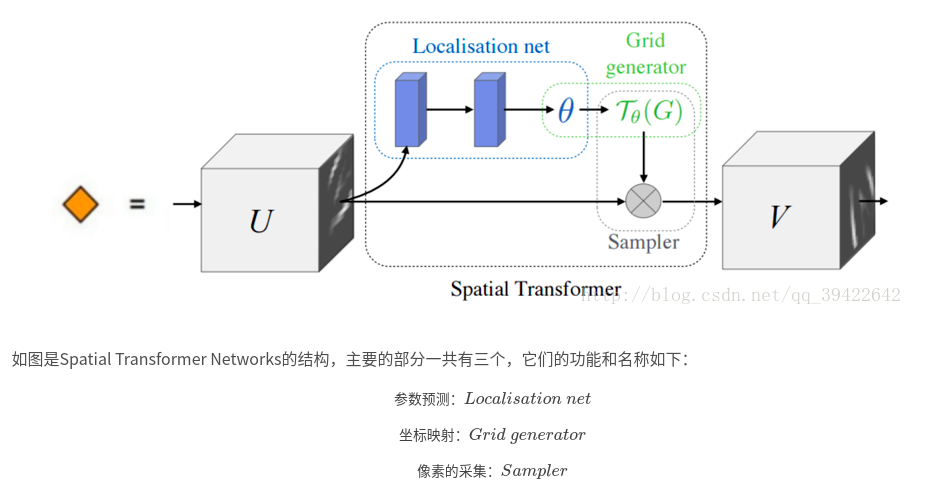 Localisation net
Grid
generator
θ
𝒯θ(G)
=
U
V
Sampler
Spatial Transformer
http://blog.csdn.net/qq_39422642
如图是Spatial Transformer Networks的结构，主要的部分一共有三个，它们的功能和名称如下：
参数预测：Localisation net
坐标映射：Grid generator
像素的采集：Sampler